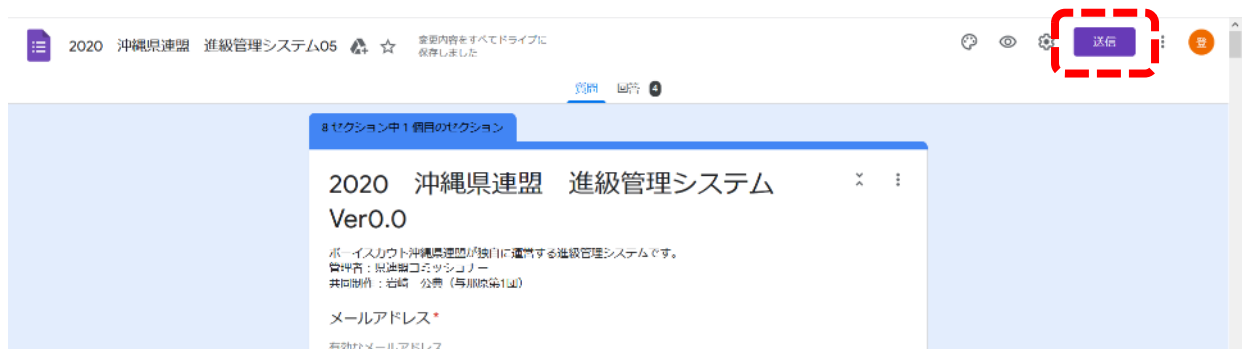 2020　沖縄県連盟　進級管理システム05
変更内容をすべてドライブに
保存しました
送信
登
質問 回答 4
8 セクション中 1 個目のセクション
2020　沖縄県連盟　進級管理システム
Ver0.0
ボーイスカウト沖縄県連盟が独自に運営する進級管理システムです。
管理者：県連盟コミッショナー
共同制作：岩崎　公典（与那原第1団）
メールアドレス*
有効なメールアドレス